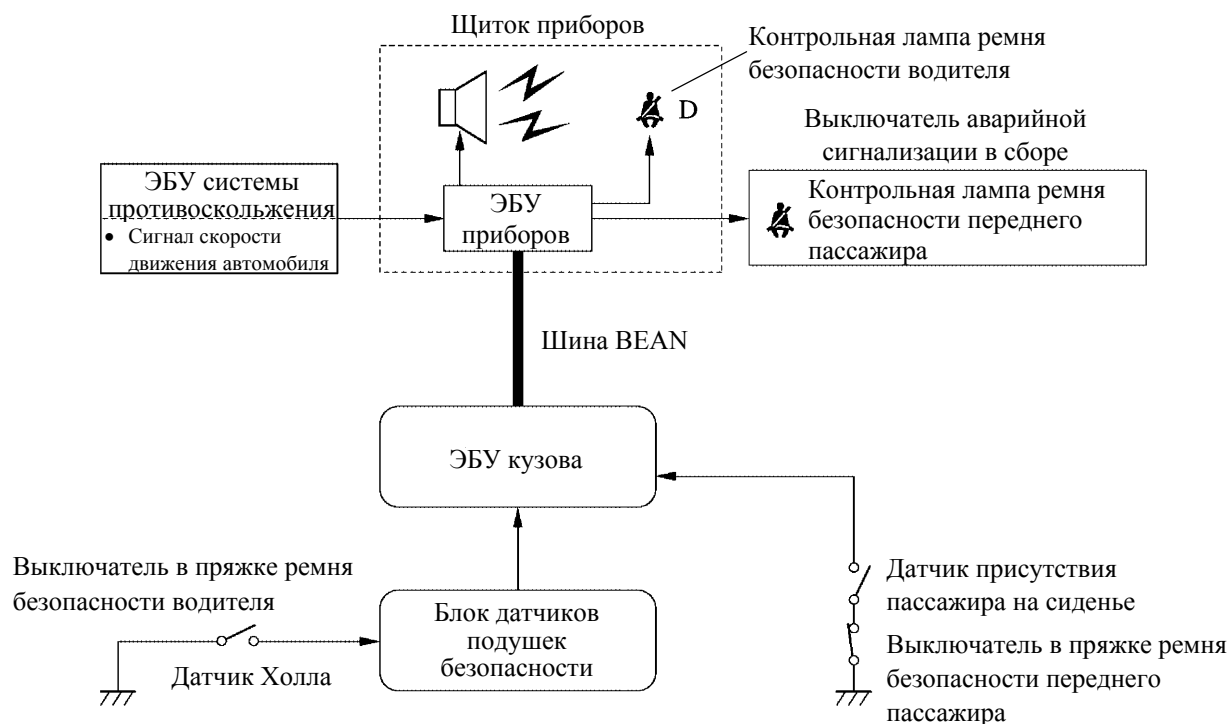 Щиток приборов
Контрольная лампа ремня
безопасности водителя
D
Выключатель аварийной
сигнализации в сборе
ЭБУ системы
противоскольжения
• Сигнал скорости
движения автомобиля
ЭБУ
приборов
Контрольная лампа ремня
безопасности переднего
пассажира
Шина BEAN
ЭБУ кузова
Выключатель в пряжке ремня
безопасности водителя
Датчик Холла
Блок датчиков
подушек
безопасности
Датчик присутствия
пассажира на сиденье
Выключатель в пряжке ремня
безопасности переднего
пассажира